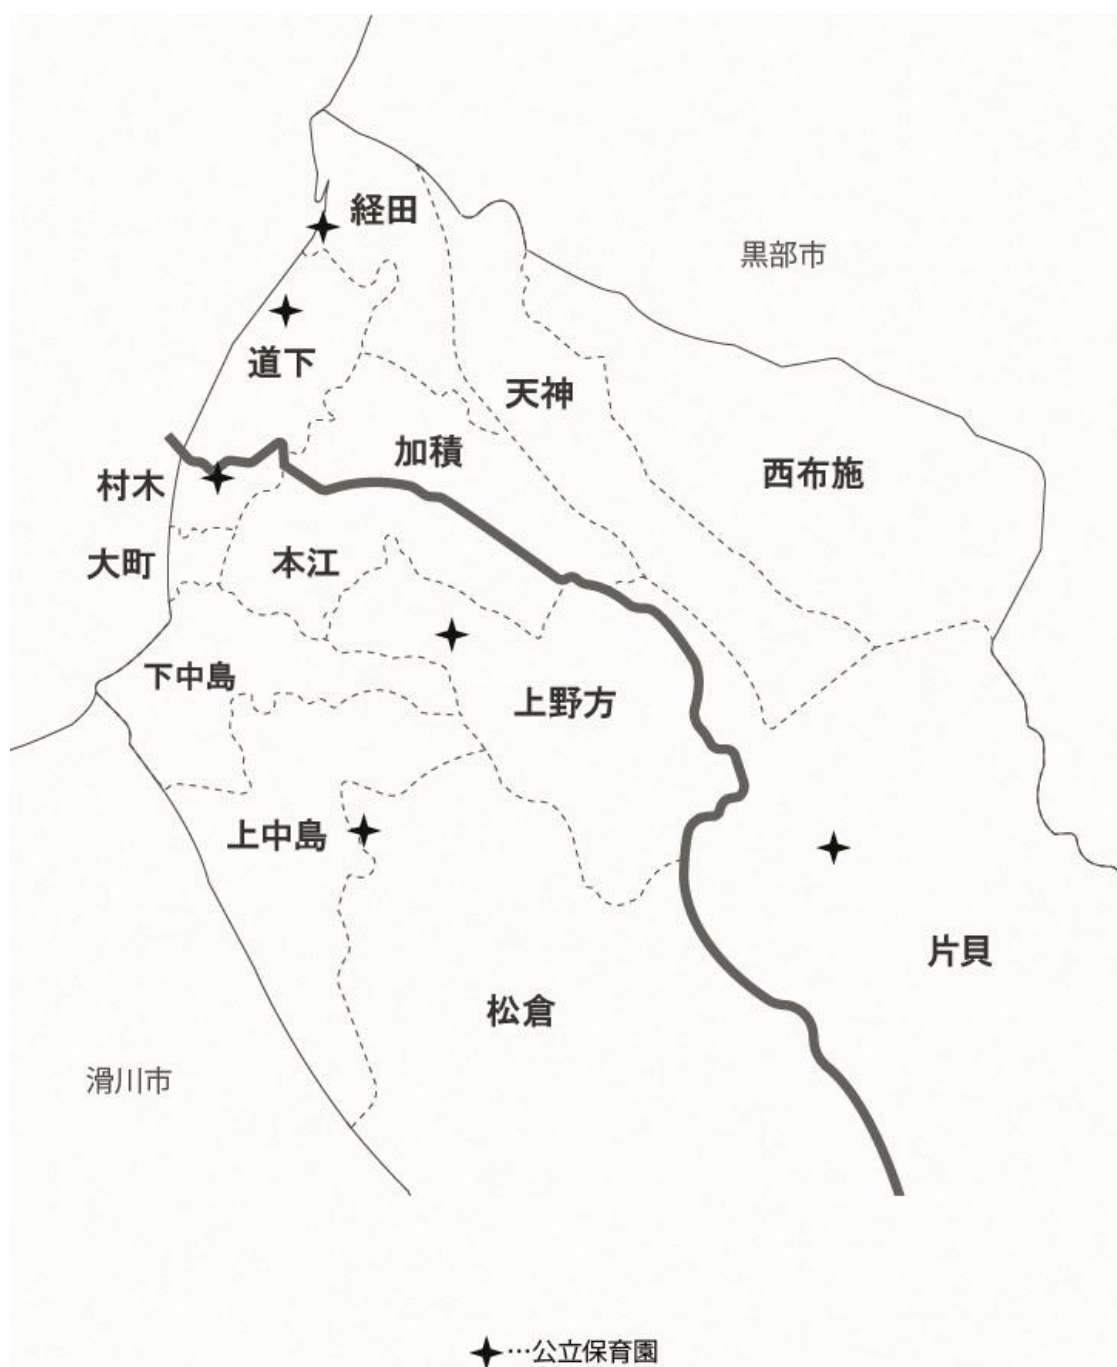 経田
黒部市
道下
天神
加積
西布施
村木
大町
本江
下中島
上野方
上中島
片貝
松倉
滑川市
…公立保育園